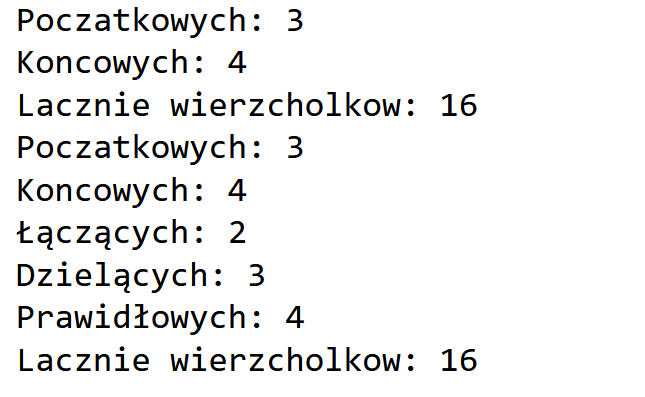 Poczatkowych: 3
Koncowych: 4
Lacznie wierzcholkow: 16
Poczatkowych: 3
Koncowych: 4
Łączących: 2
Dzielących: 3
Prawidłowych: 4
Lacznie wierzcholkow: 16